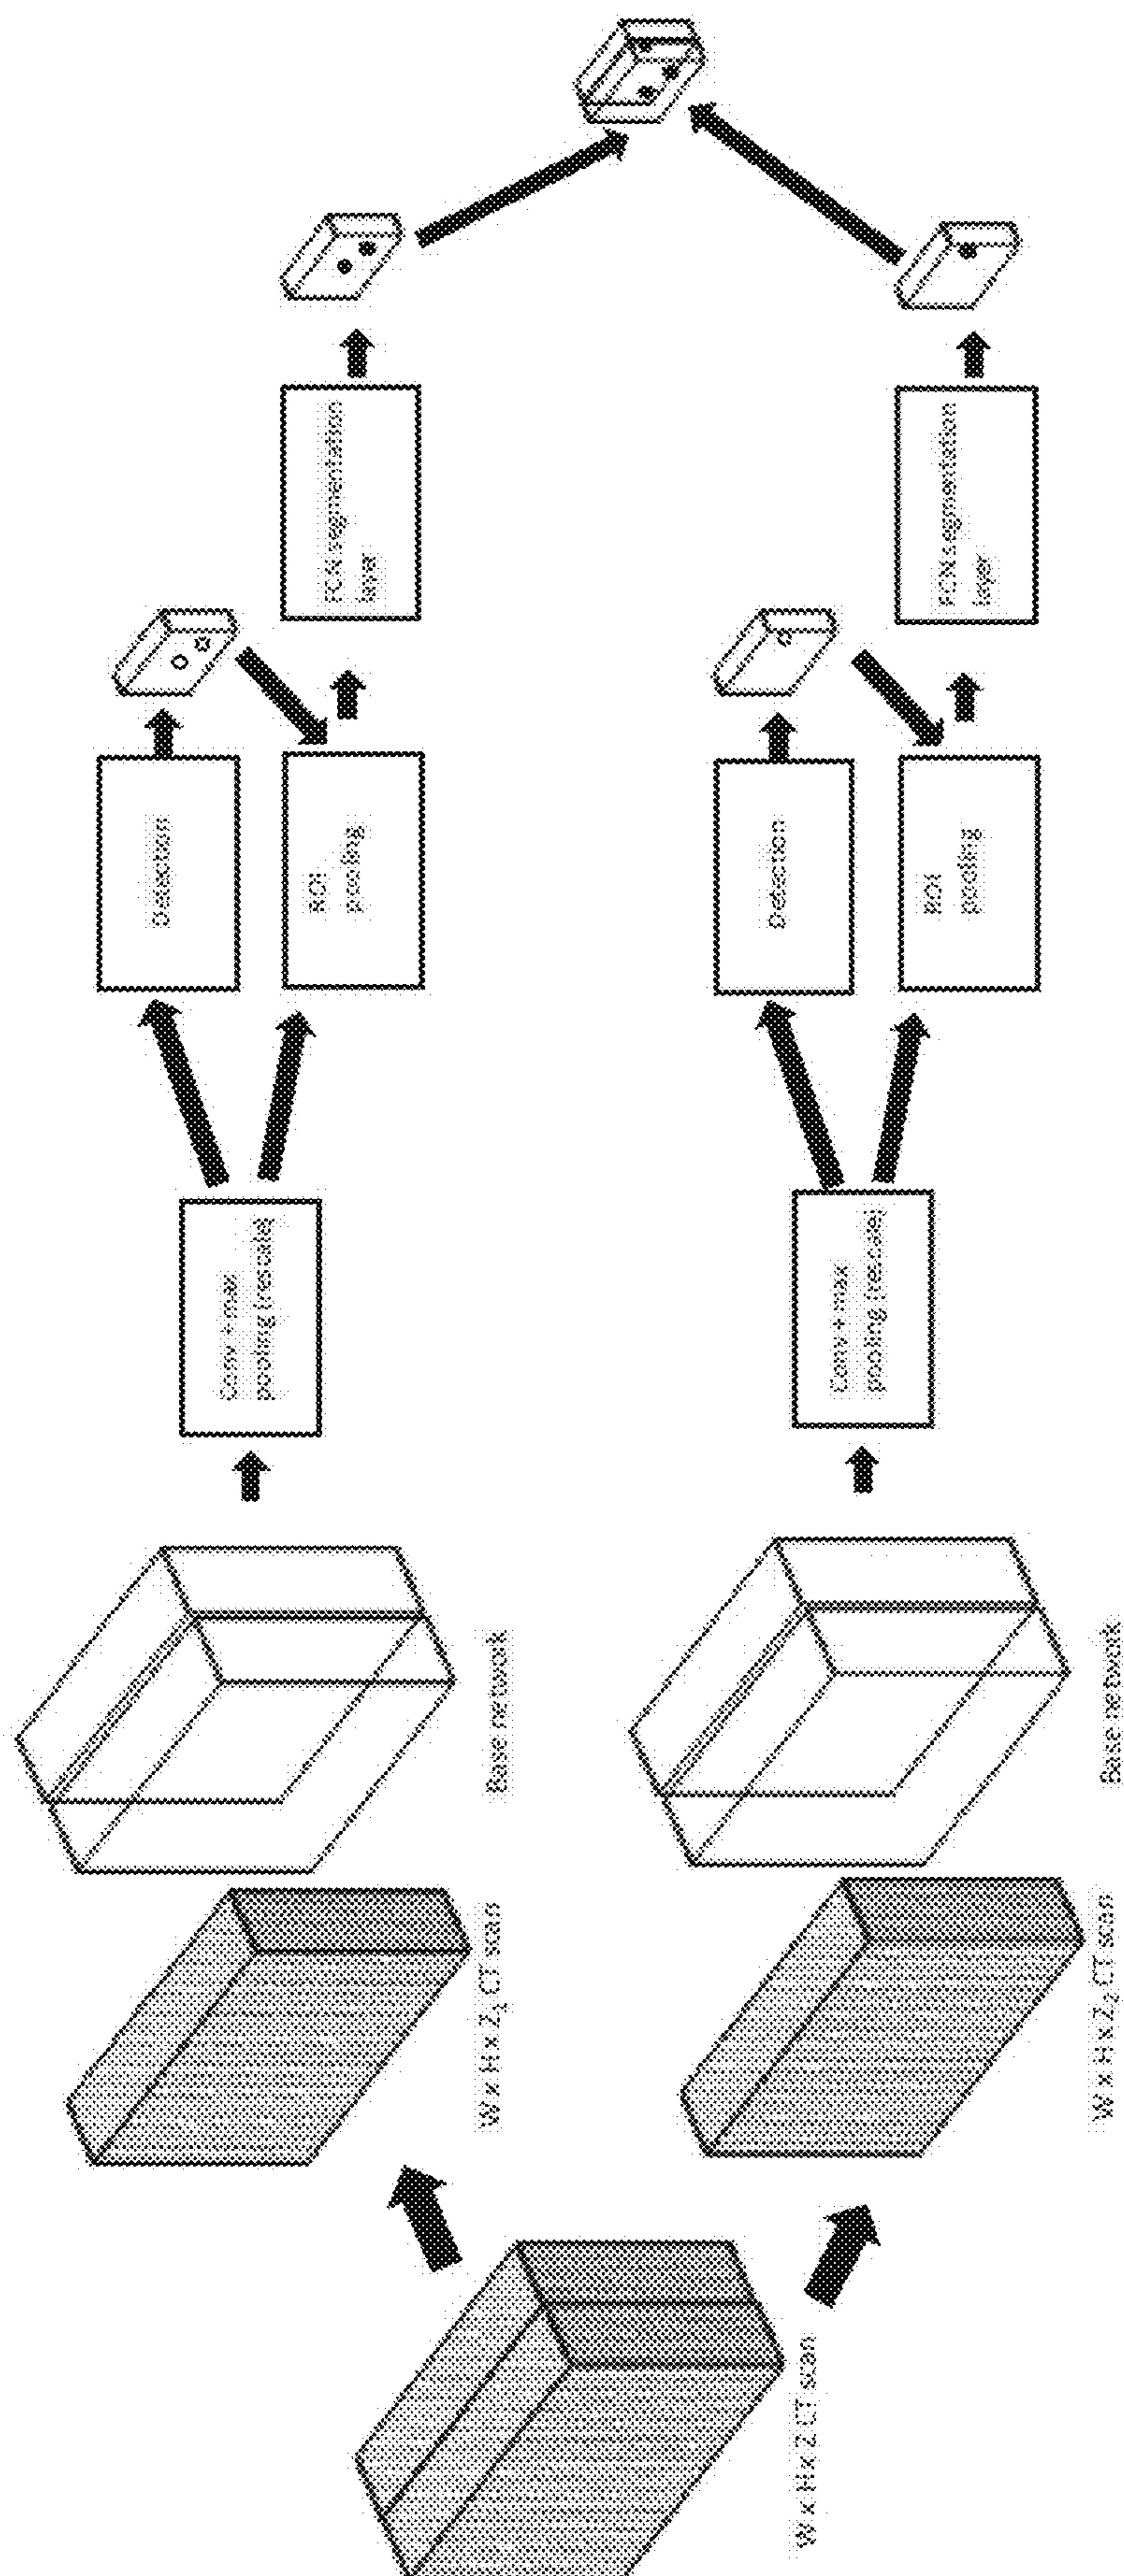 W x H x Z CT scan
W x H x Z₁ CT scan
Base network
Conv + max
pooling (rescale)
Detection
ROI
pooling
FCN segmentation
layer
W x H x Z₂ CT scan
Base network
Conv + max
pooling (rescale)
Detection
ROI
pooling
FCN segmentation
layer